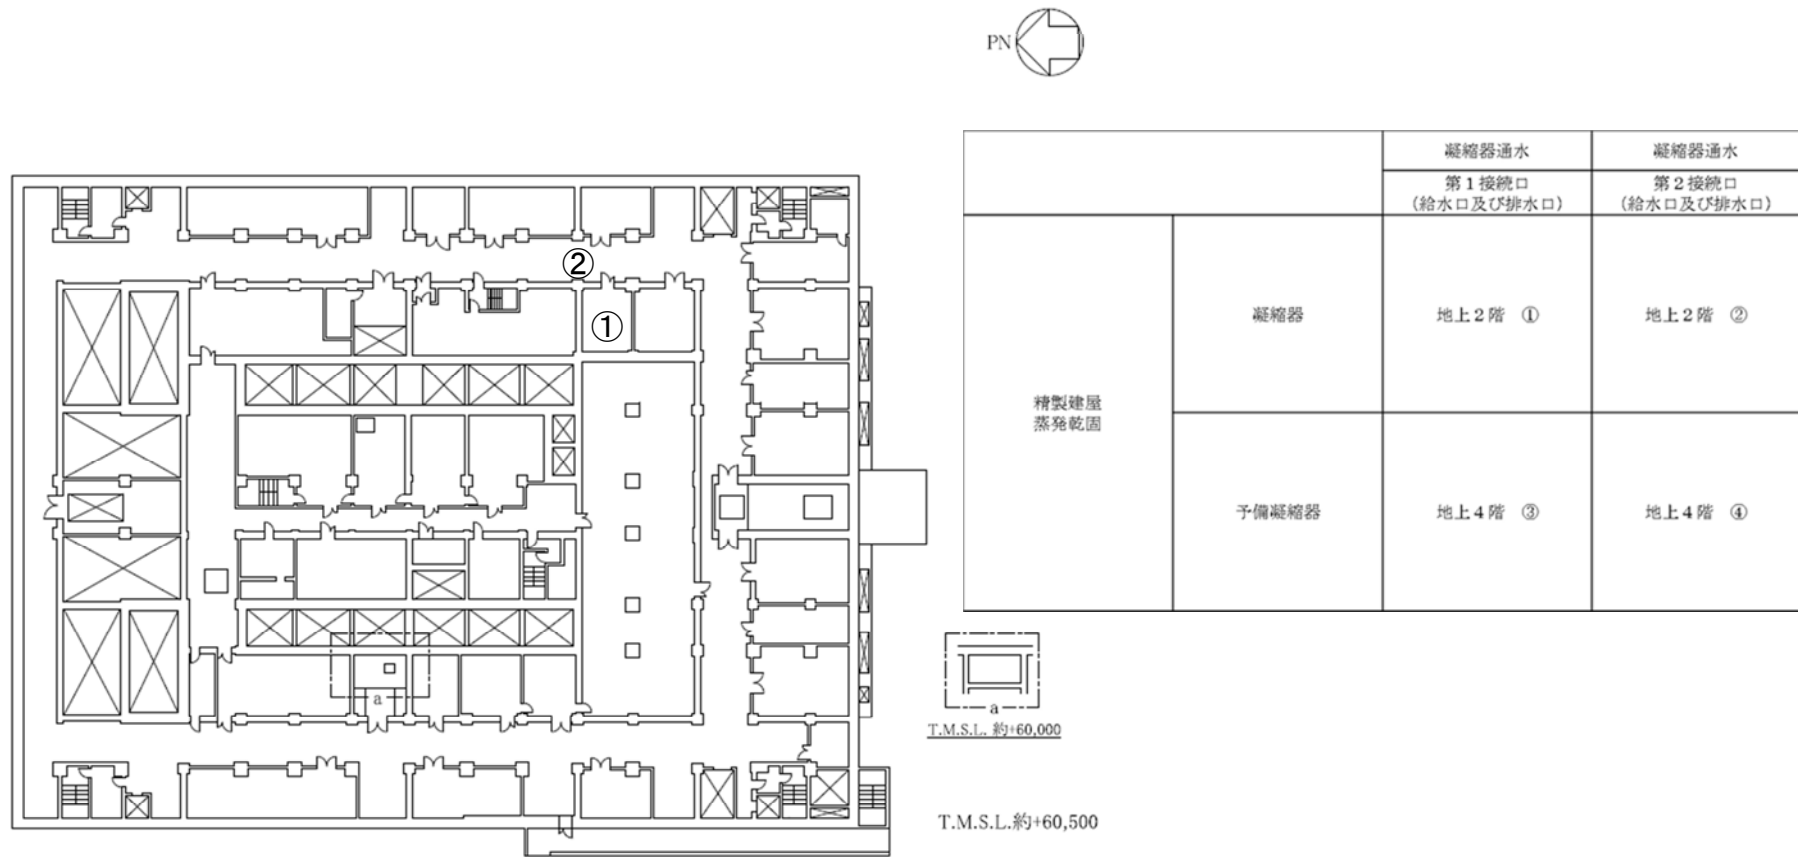 PN
凝縮器通水
凝縮器通水
第1接続口
(給水口及び排水口)
第2接続口
(給水口及び排水口)
精製建屋
蒸発乾固
凝縮器
地上2階 ①
地上2階 ②
予備凝縮器
地上4階 ③
地上4階 ④
②
①
a
a
T.M.S.L. 約+60,000
T.M.S.L.約+60,500